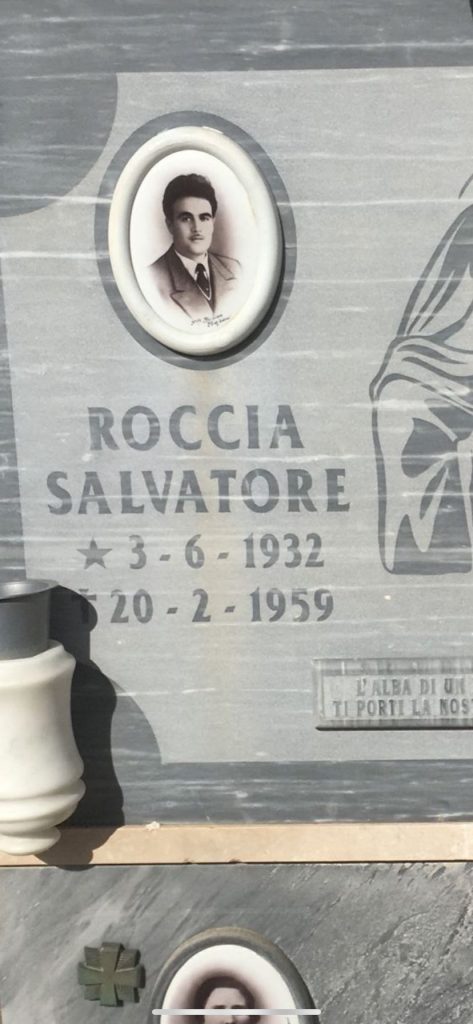 ROCCIA
SALVATORE
★ 3 - 6 - 1932
† 20 - 2 - 1959
L'ALBA DI UN
TI PORTI LA NOS